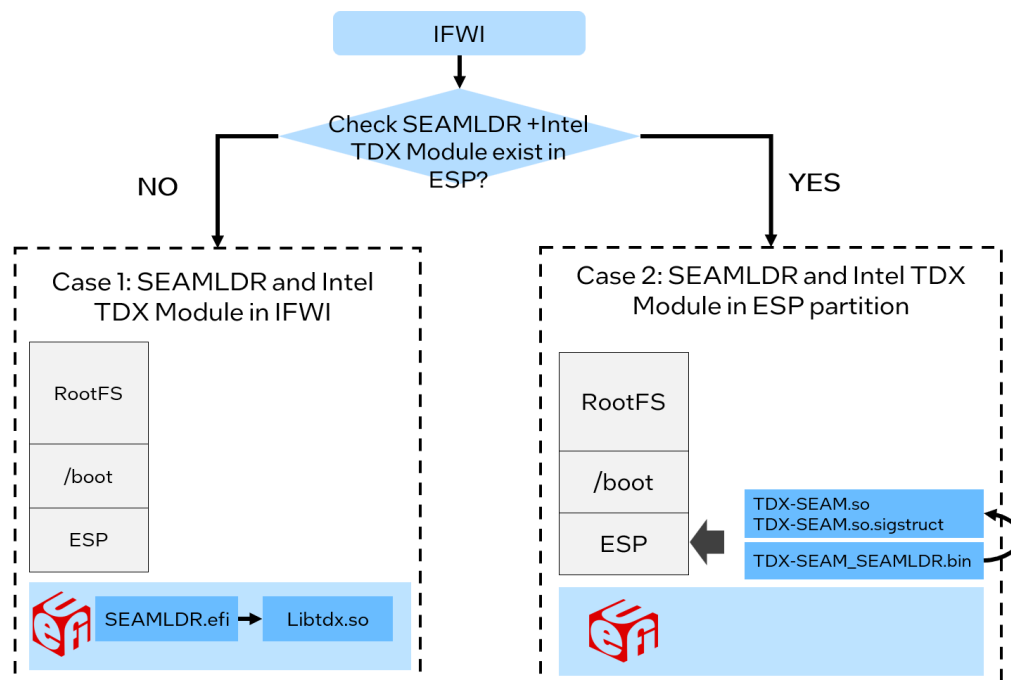 IFWI
Check SEAMLDR +Intel
TDX Module exist in
ESP?
NO
YES
Case 1: SEAMLDR and Intel
TDX Module in IFWI
RootFS
/boot
ESP
UEFI
SEAMLDR.efi
Libtdx.so
Case 2: SEAMLDR and Intel TDX
Module in ESP partition
RootFS
/boot
ESP
TDX-SEAM.so
TDX-SEAM.so.sigstruct
TDX-SEAM_SEAMLDR.bin
UEFI